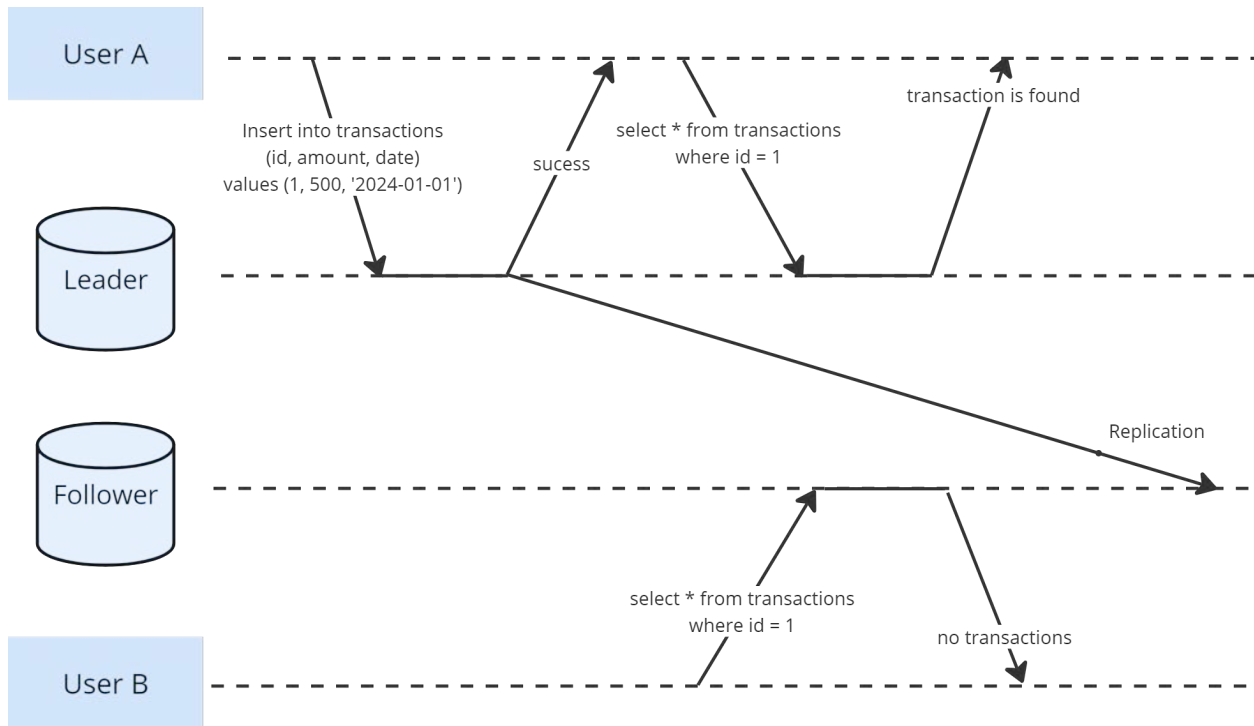 User A
Insert into transactions
(id, amount, date)
values (1, 500, '2024-01-01')
sucess
select * from transactions
where id = 1
transaction is found
Leader
Replication
Follower
select * from transactions
where id = 1
no transactions
User B